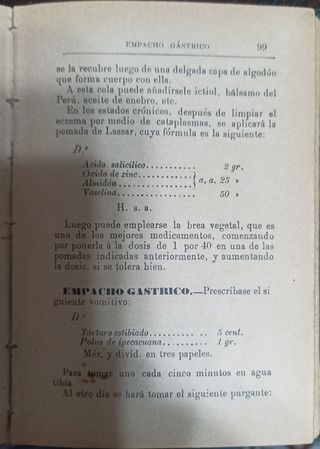 EMPACHO GÁSTRICO 99
se la recubre luego de una delgada capa de algodón
que forma cuerpo con ella.
A esta cola puede añadírsele ictiol, bálsamo del
Perú, aceite de enebro, etc.
En los estados crónicos, después de limpiar el
eczema por medio de cataplasmas, se aplicará la
pomada de Lassar, cuya fórmula es la siguiente:
D.e
Acido salicílico........... 2 gr.
Oxido de zinc...........
Almidón............... } a. a. 25 »
Vaselina............... 50 »
H. s. a.
Luego puede emplearse la brea vegetal, que es
uno de los mejores medicamentos, comenzando
por ponerla á la dosis de 1 por 40 en una de las
pomadas indicadas anteriormente, y aumentando
la dosis, si se tolera bien.
EMPACHO GASTRICO.—Prescríbase el si
guiente vomitivo:
D.e
Tártaro estibiado........... 5 cent.
Polvo de ipecacuana......... 1 gr.
Méz. y divid. en tres papeles.
Para tomar uno cada cinco minutos en agua
tibia.
Al otro día se hará tomar el siguiente purgante: